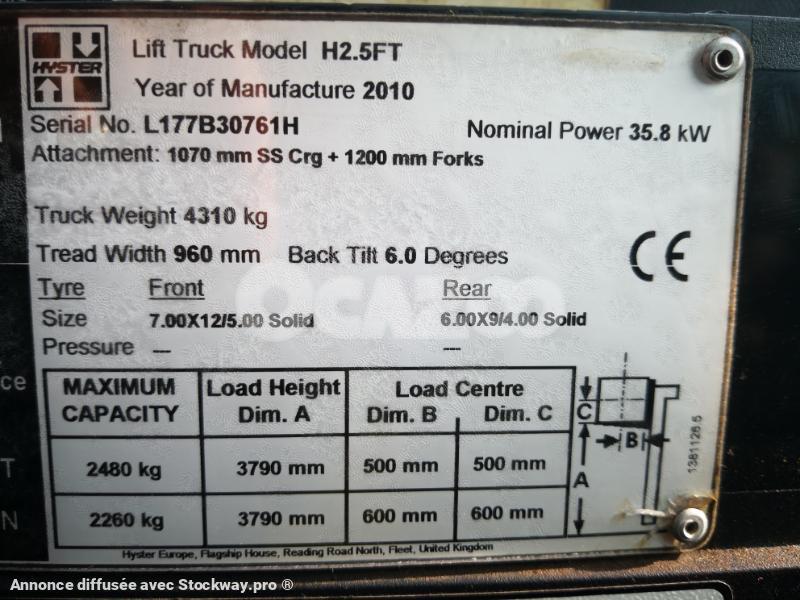 HYSTER
Lift Truck Model H2.5FT
Year of Manufacture 2010
Serial No. L177B30761H Nominal Power 35.8 kW
Attachment: 1070 mm SS Crg + 1200 mm Forks
Truck Weight 4310 kg
Tread Width 960 mm Back Tilt 6.0 Degrees
CE
Tyre Front Rear
Size 7.00X12/5.00 Solid 6.00X9/4.00 Solid
Pressure --- ---
MAXIMUM CAPACITY Load Height Dim. A Load Centre Dim. B Dim. C
2480 kg 3790 mm 500 mm 500 mm
2260 kg 3790 mm 600 mm 600 mm
C
B
A
1381126.5
Hyster Europe, Flagship House, Reading Road North, Fleet, United Kingdom
ce
T
N
OCAZOO
Annonce diffusée avec Stockway.pro ®